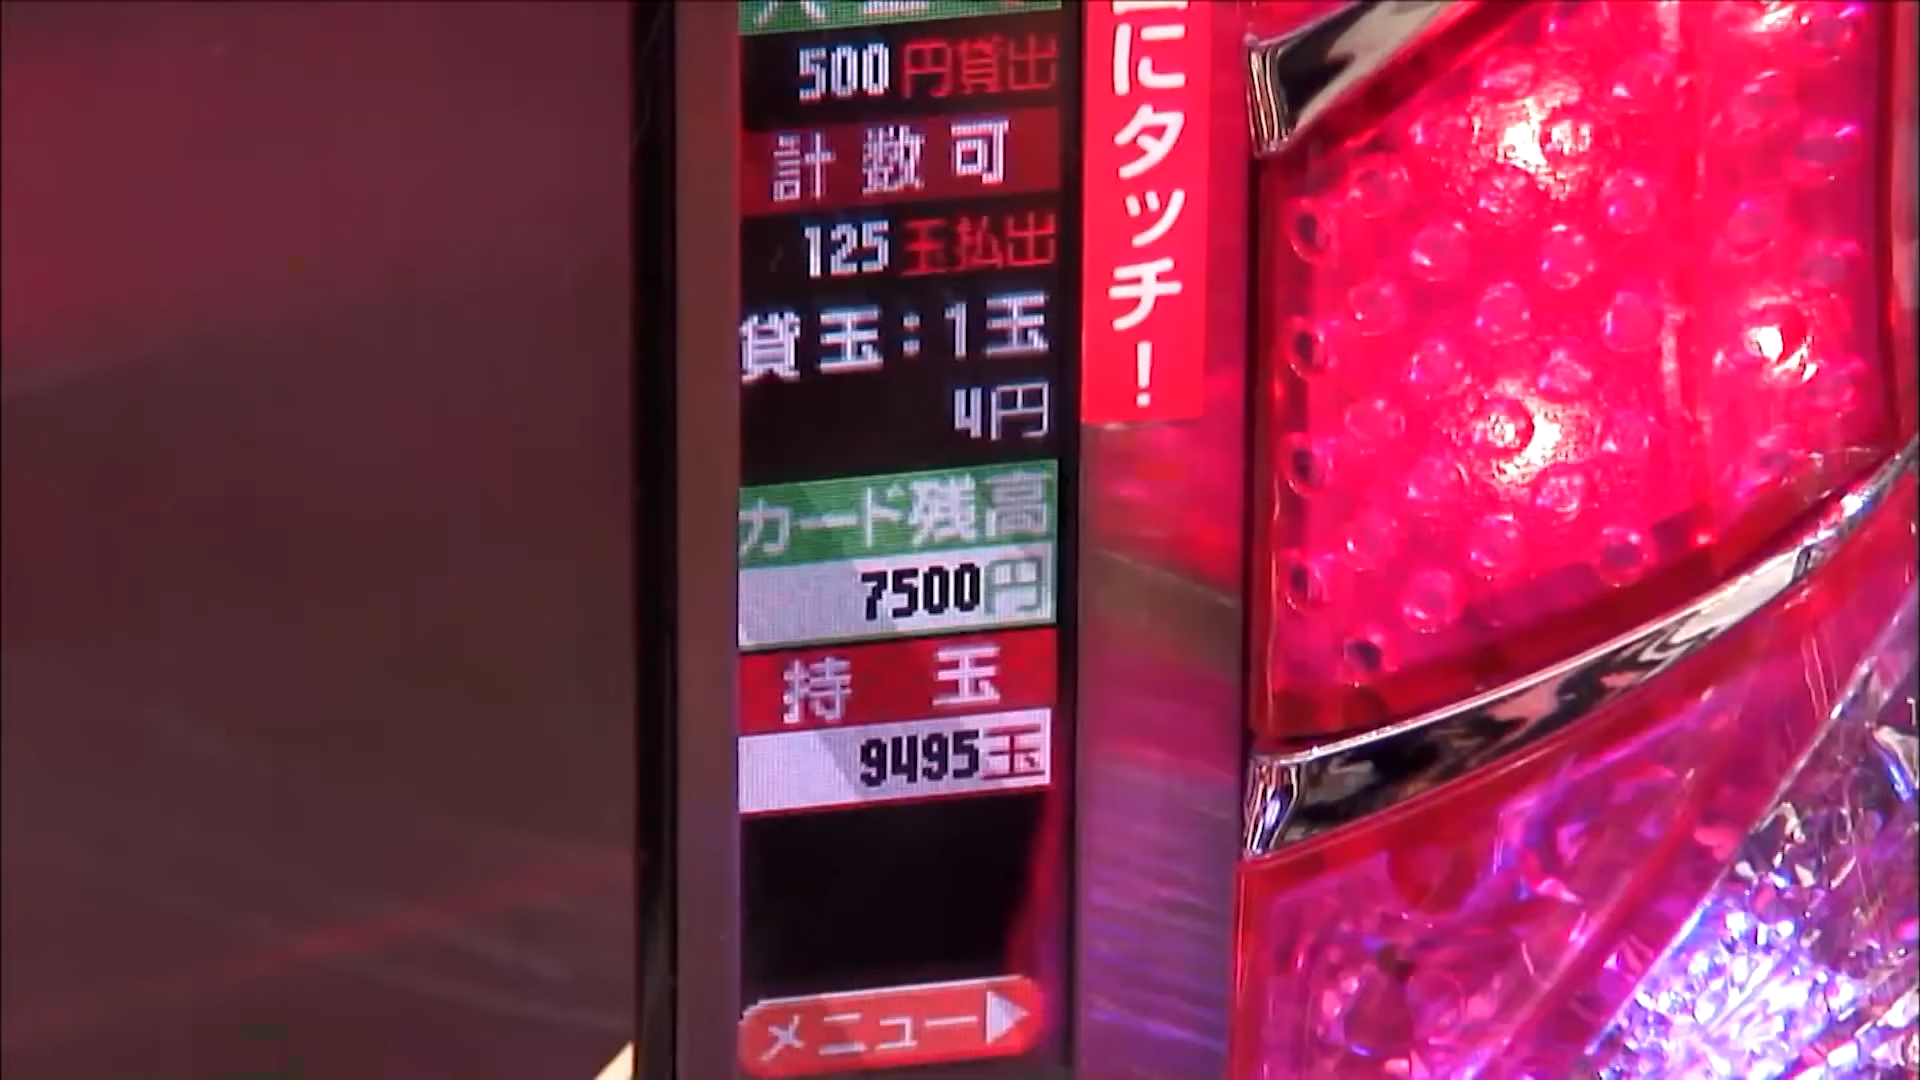 500円貸出
計数可
125玉払出
貸玉:1玉
4円
カード残高
7500円
持玉
9495玉
メニュー▶
にタッチ!